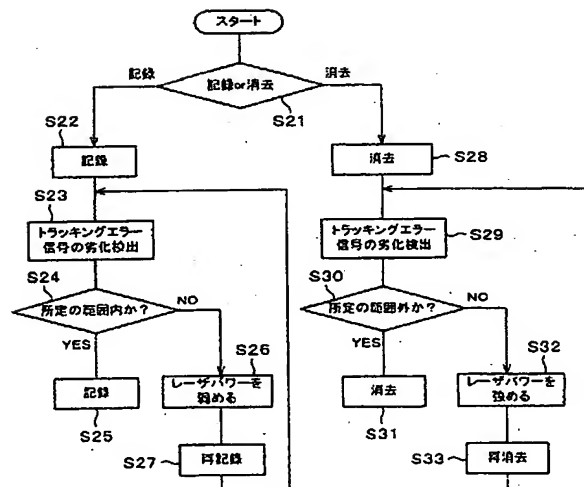 スタート
記録
消去
記録or消去
S21
S22
記録
消去
S28
S23
トラッキングエラー
信号の劣化検出
トラッキングエラー
信号の劣化検出
S29
S24
所定の範囲内か?
NO
YES
S30
所定の範囲外か?
NO
YES
S26
レーザパワーを
弱める
記録
S25
S27
再記録
S32
レーザパワーを
強める
消去
S31
S33
再消去